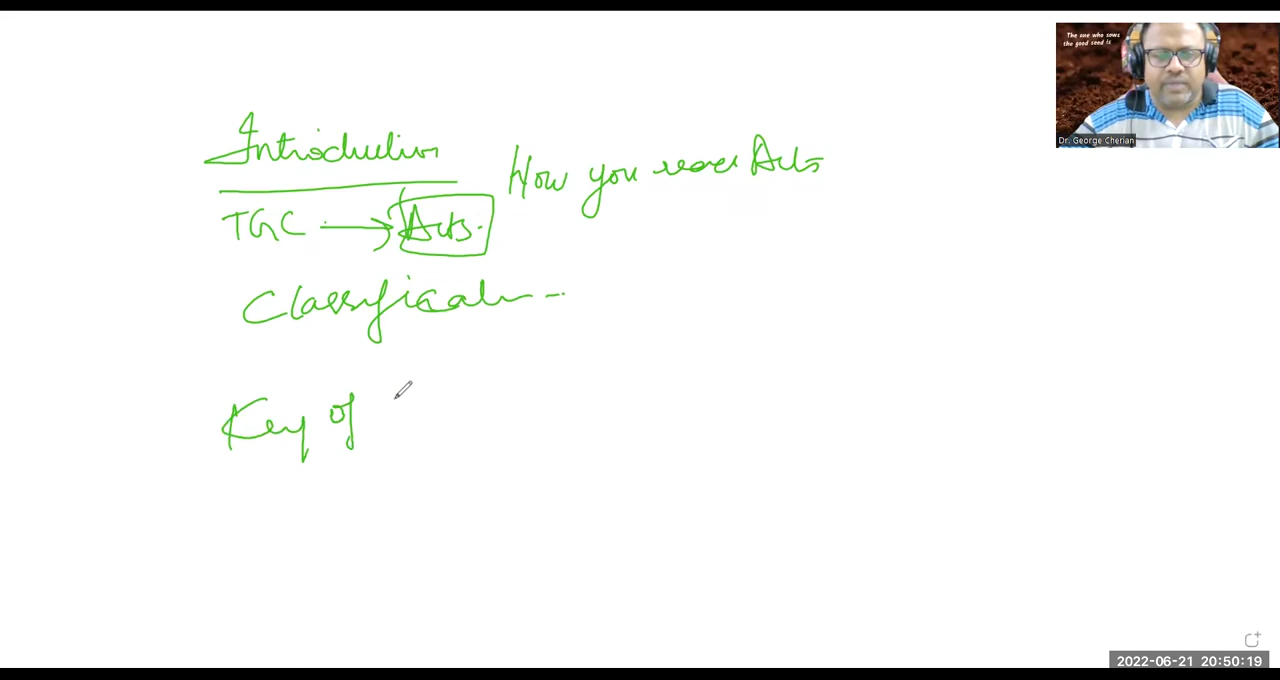 The one who sows
the good seed is
Dr. George Cherian
Introduction
How you read Acts
TGC → Acts.
Classification -
Key of
2022-06-21 20:50:19